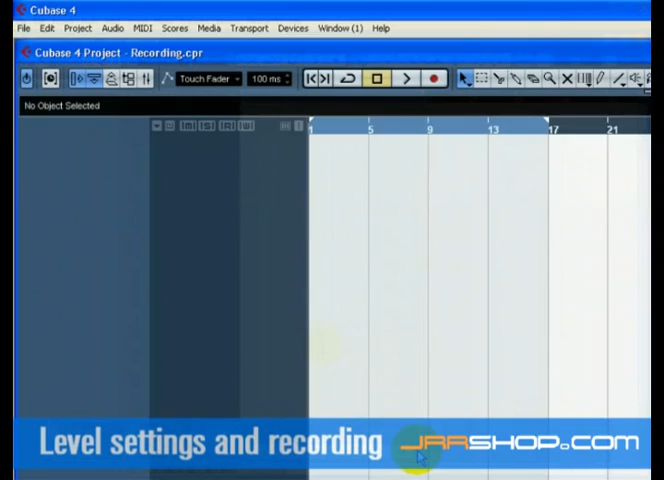 Cubase 4
File Edit Project Audio MIDI Scores Media Transport Devices Window (1) Help
Cubase 4 Project - Recording.cpr
Touch Fader 100 ms
No Object Selected
[m] [S] [R] [W]
1 5 9 13 17 21
Level settings and recording JRRSHOP.COM